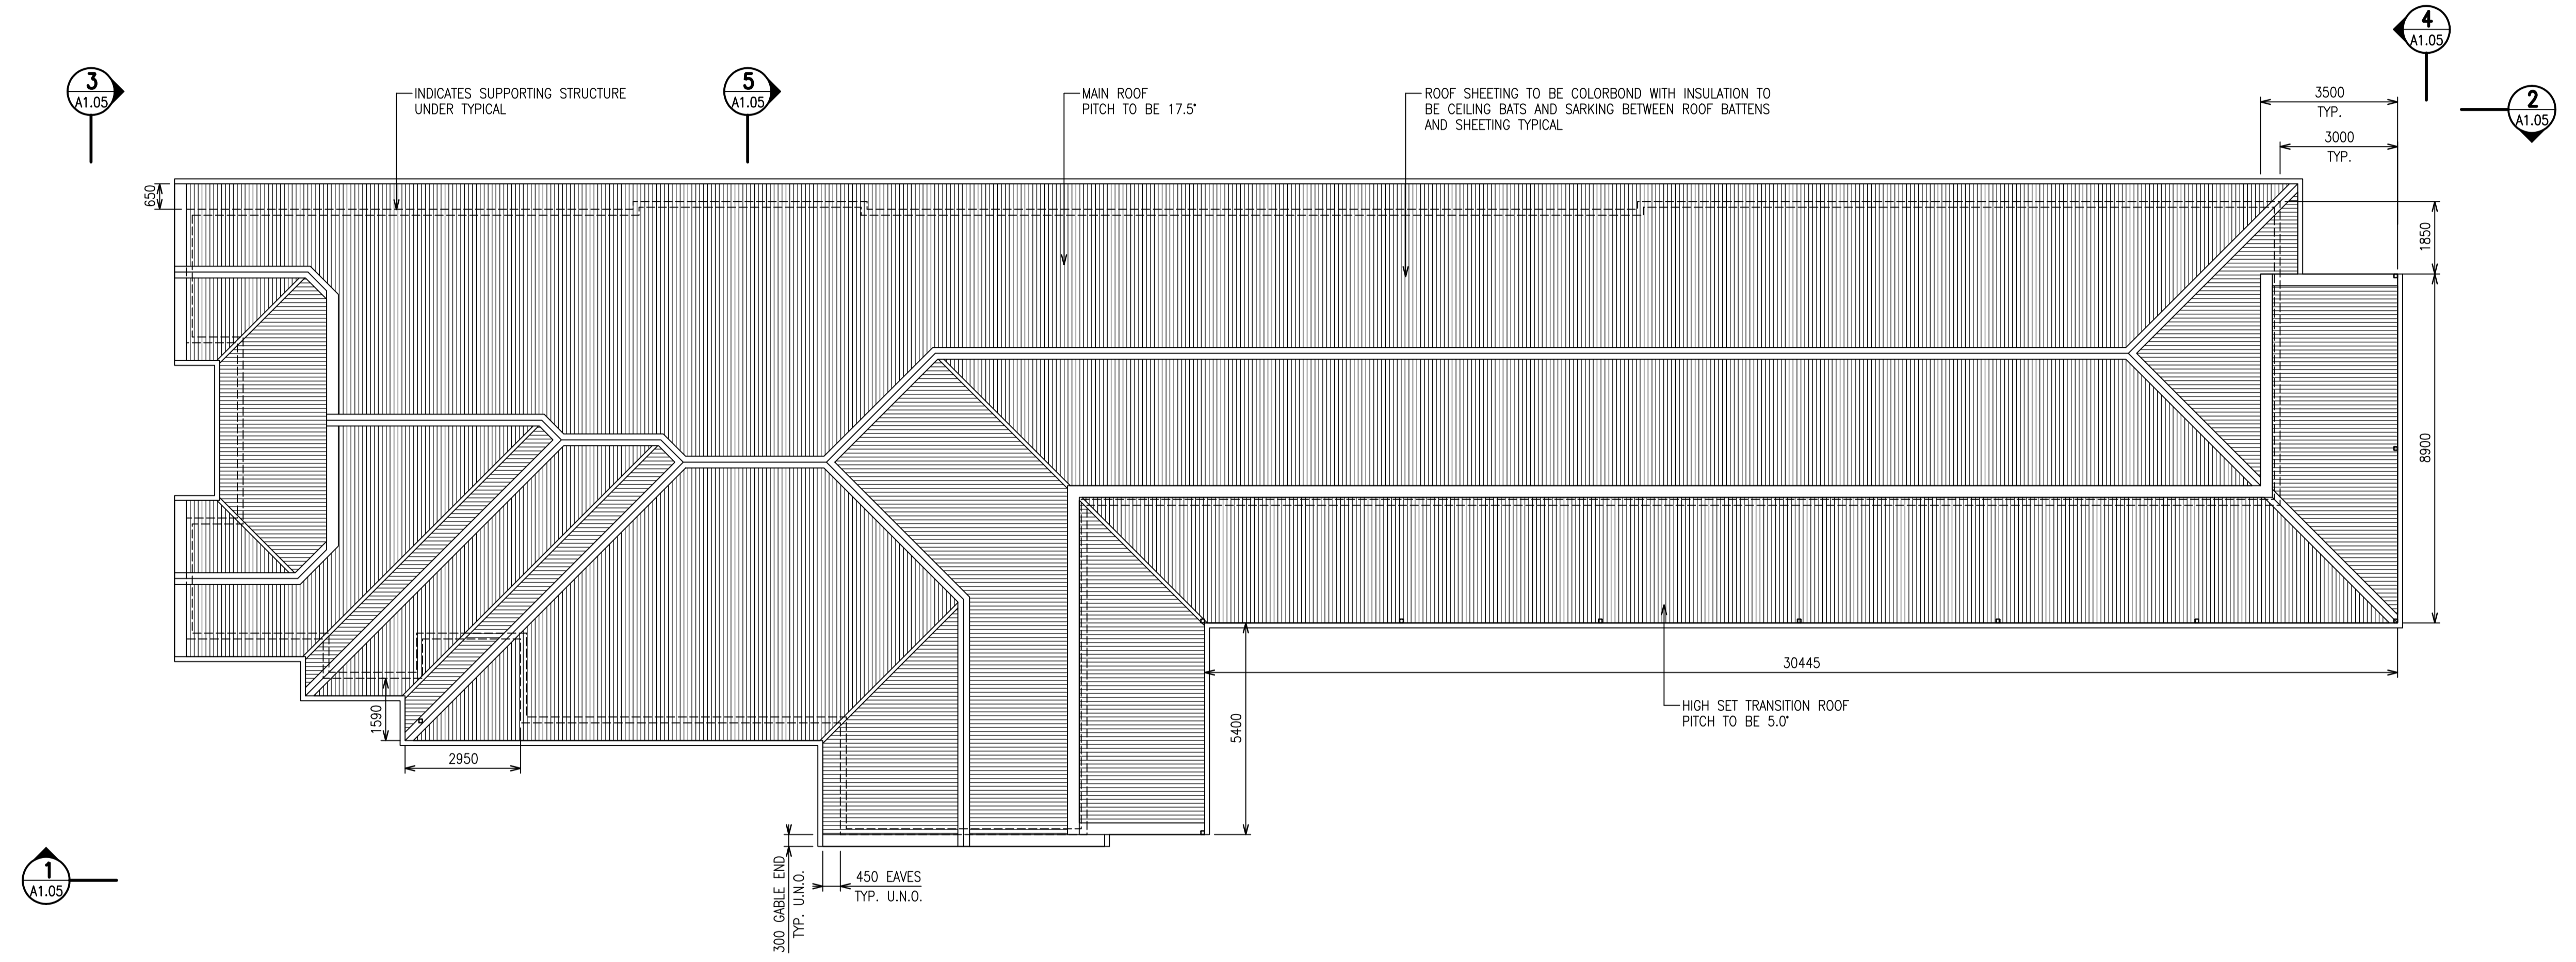 4
A1.05
3
A1.05
5
A1.05
2
A1.05
INDICATES SUPPORTING STRUCTURE
UNDER TYPICAL
MAIN ROOF
PITCH TO BE 17.5°
ROOF SHEETING TO BE COLORBOND WITH INSULATION TO
BE CEILING BATS AND SARKING BETWEEN ROOF BATTENS
AND SHEETING TYPICAL
3500
TYP.
3000
TYP.
650
1850
8900
30445
HIGH SET TRANSITION ROOF
PITCH TO BE 5.0°
5400
1590
2950
1
A1.05
300 GABLE END
TYP. U.N.O.
450 EAVES
TYP. U.N.O.